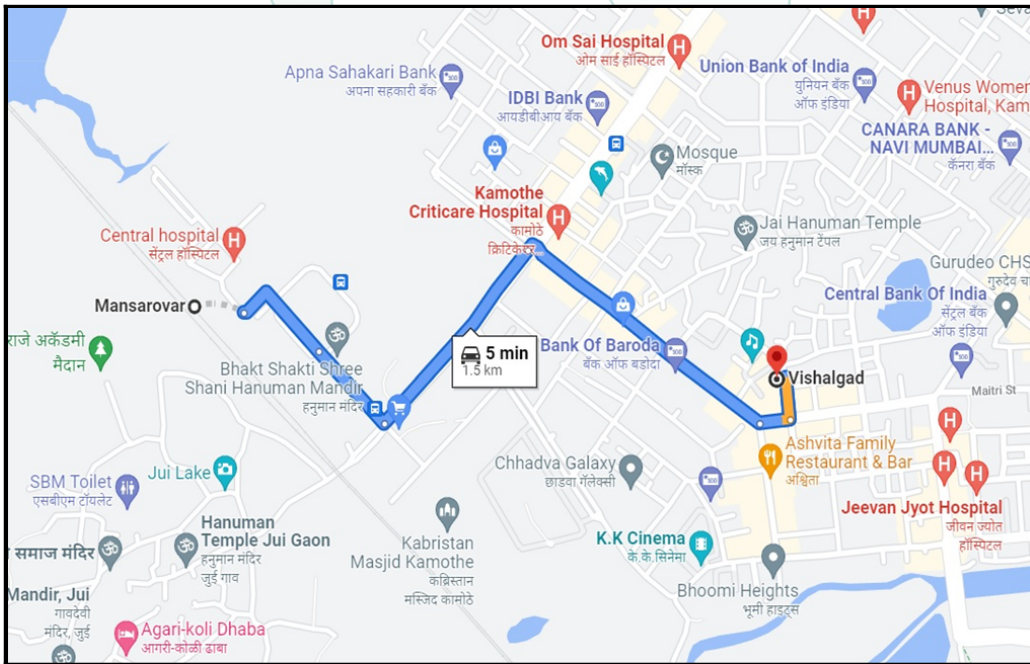 Om Sai Hospital
ओम साई हॉस्पिटल
Apna Sahakari Bank
अपना सहकारी बँक
IDBI Bank
आयडीबीआय बँक
Union Bank of India
युनियन बँक
ऑफ इंडिया
Venus Women
Hospital, Kam
CANARA BANK -
NAVI MUMBAI...
कॅनरा बँक
Mosque
मॉस्क
Kamothe
Criticare Hospital
कामोठे
क्रिटिकेअर
Jai Hanuman Temple
जय हनुमान टेंपल
Central hospital
सेंट्रल हॉस्पिटल
Gurudeo CHS
Mansarovar
Central Bank Of India
सेंट्रल बँक
ऑफ इंडिया
राजे अकॅडमी
मैदान
5 min
1.5 km
Bank Of Baroda
बँक ऑफ बडोदा
Bhakt Shakti Shree
Shani Hanuman Mandir
हनुमान मंदिर
Vishalgad
Maitri St
Ashvita Family
Restaurant & Bar
अश्विता
Chhadva Galaxy
छाडवा गॅलेक्सी
Jui Lake
SBM Toilet
एसबीएम टॉयलेट
Jeevan Jyot Hospital
जीवन ज्योत
हॉस्पिटल
Hanuman
Temple Jui Gaon
हनुमान मंदिर
जुई गाव
समाज मंदिर
Kabristan
Masjid Kamothe
कब्रिस्तान
मस्जिद कामोठे
K.K Cinema
के.के.सिनेमा
Bhoomi Heights
भूमी हाइट्स
Mandir, Jui
गावदेवी
मंदिर, जुई
Agari-koli Dhaba
आगरी-कोळी ढाबा